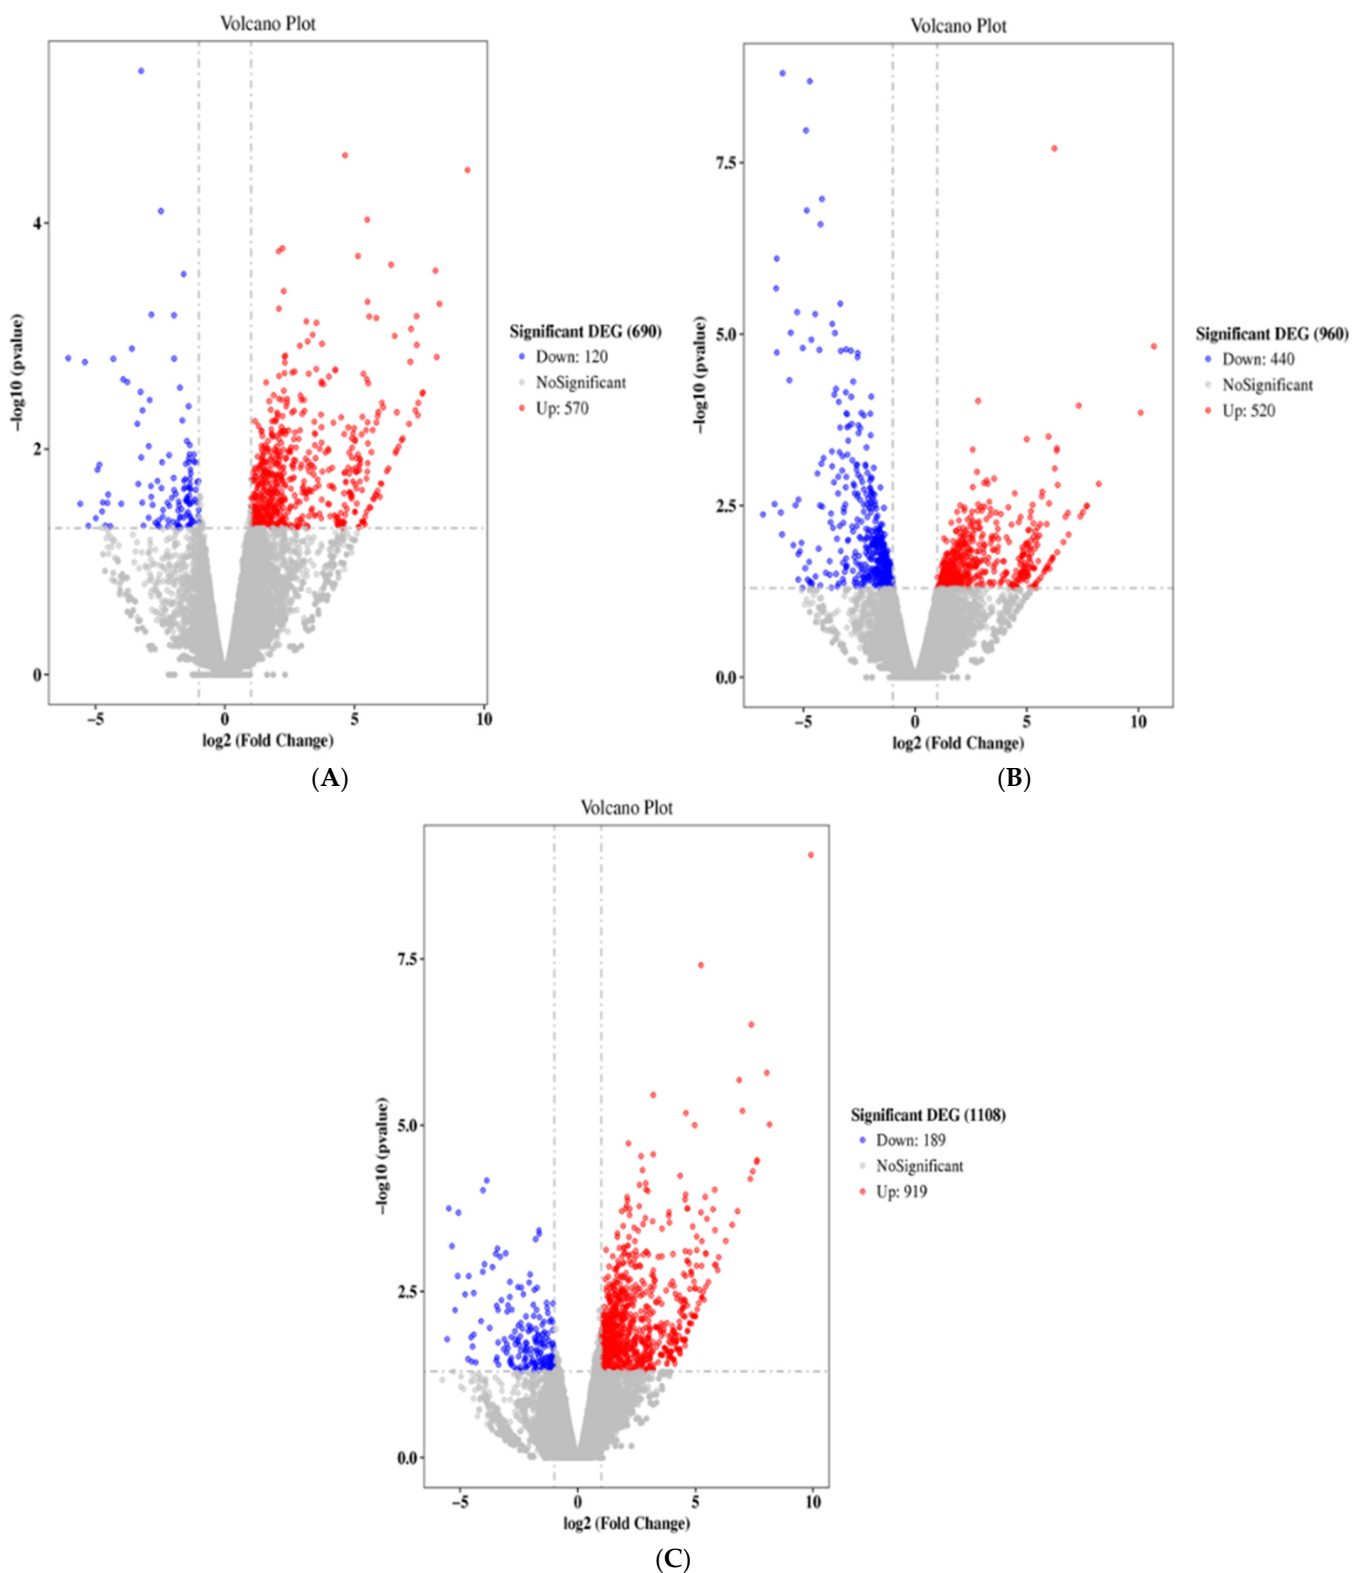 Volcano Plot
4
2
0
−5
0
5
10
−log10 (pvalue)
log2 (Fold Change)
Significant DEG (690)
Down: 120
NoSignificant
Up: 570
(A)
Volcano Plot
7.5
5.0
2.5
0.0
−5
0
5
10
−log10 (pvalue)
log2 (Fold Change)
Significant DEG (960)
Down: 440
NoSignificant
Up: 520
(B)
Volcano Plot
7.5
5.0
2.5
0.0
−5
0
5
10
−log10 (pvalue)
log2 (Fold Change)
Significant DEG (1108)
Down: 189
NoSignificant
Up: 919
(C)